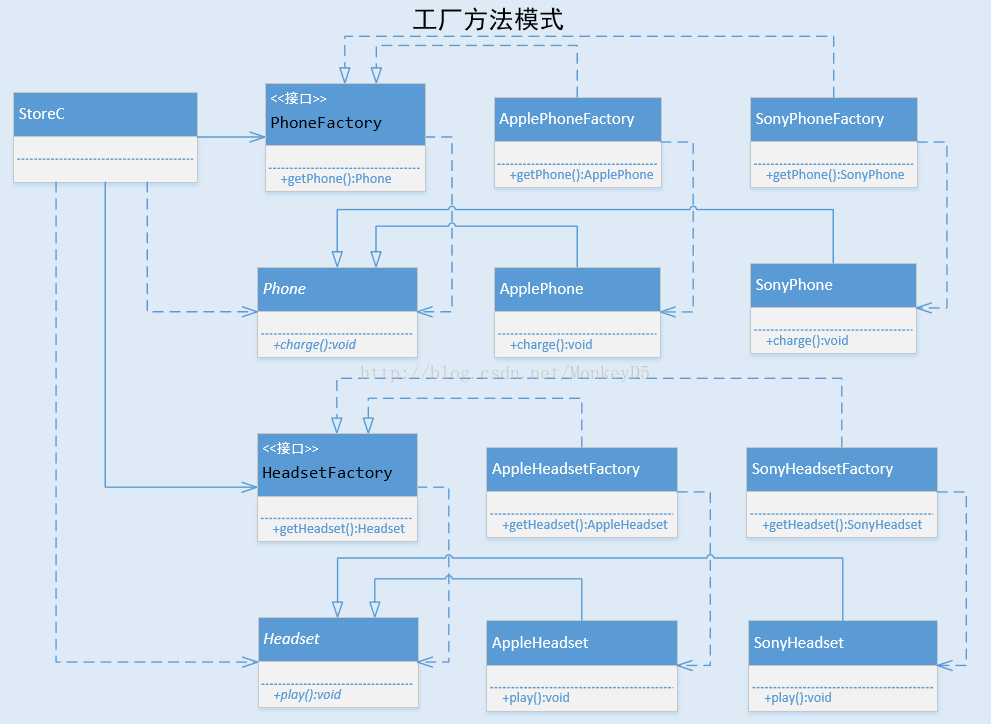 工厂方法模式
StoreC
<<接口>>
PhoneFactory
+getPhone():Phone
ApplePhoneFactory
+getPhone():ApplePhone
SonyPhoneFactory
+getPhone():SonyPhone
Phone
+charge():void
ApplePhone
+charge():void
SonyPhone
+charge():void
http://blog.csdn.net/MonkeyD5
<<接口>>
HeadsetFactory
+getHeadset():Headset
AppleHeadsetFactory
+getHeadset():AppleHeadset
SonyHeadsetFactory
+getHeadset():SonyHeadset
Headset
+play():void
AppleHeadset
+play():void
SonyHeadset
+play():void